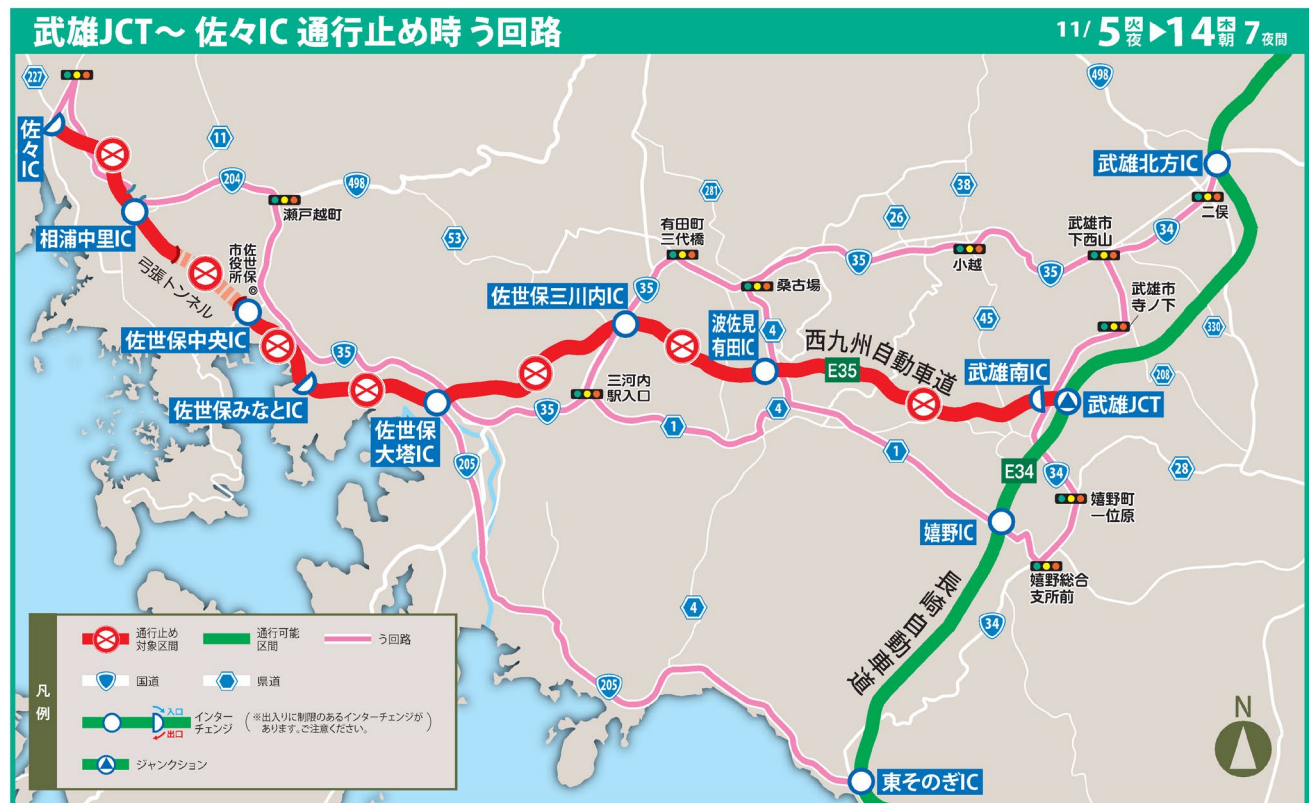 武雄JCT～ 佐々IC 通行止め時 う回路
11/5火夜▶14木朝 7夜間
227
498
佐々IC
11
武雄北方IC
204
498
瀬戸越町
281
38
二俣
相浦中里IC
26
有田町
三代橋
武雄市
下西山
34
53
佐世保
市役所
35
小越
35
弓張トンネル
佐世保三川内IC
35
桑古場
武雄市
寺ノ下
佐世保中央IC
波佐見
有田IC
4
45
330
西九州自動車道
35
E35
208
佐世保みなとIC
三河内
駅入口
武雄南IC
武雄JCT
佐世保
大塔IC
35
1
4
1
205
E34
34
28
嬉野町
一位原
嬉野IC
嬉野総合
支所前
4
34
長崎自動車道
205
東そのぎIC
N
凡例
通行止め
対象区間
通行可能
区間
う回路
国道
県道
入口
出口
インター
チェンジ
(※出入りに制限のあるインターチェンジが
あります。ご注意ください。)
ジャンクション